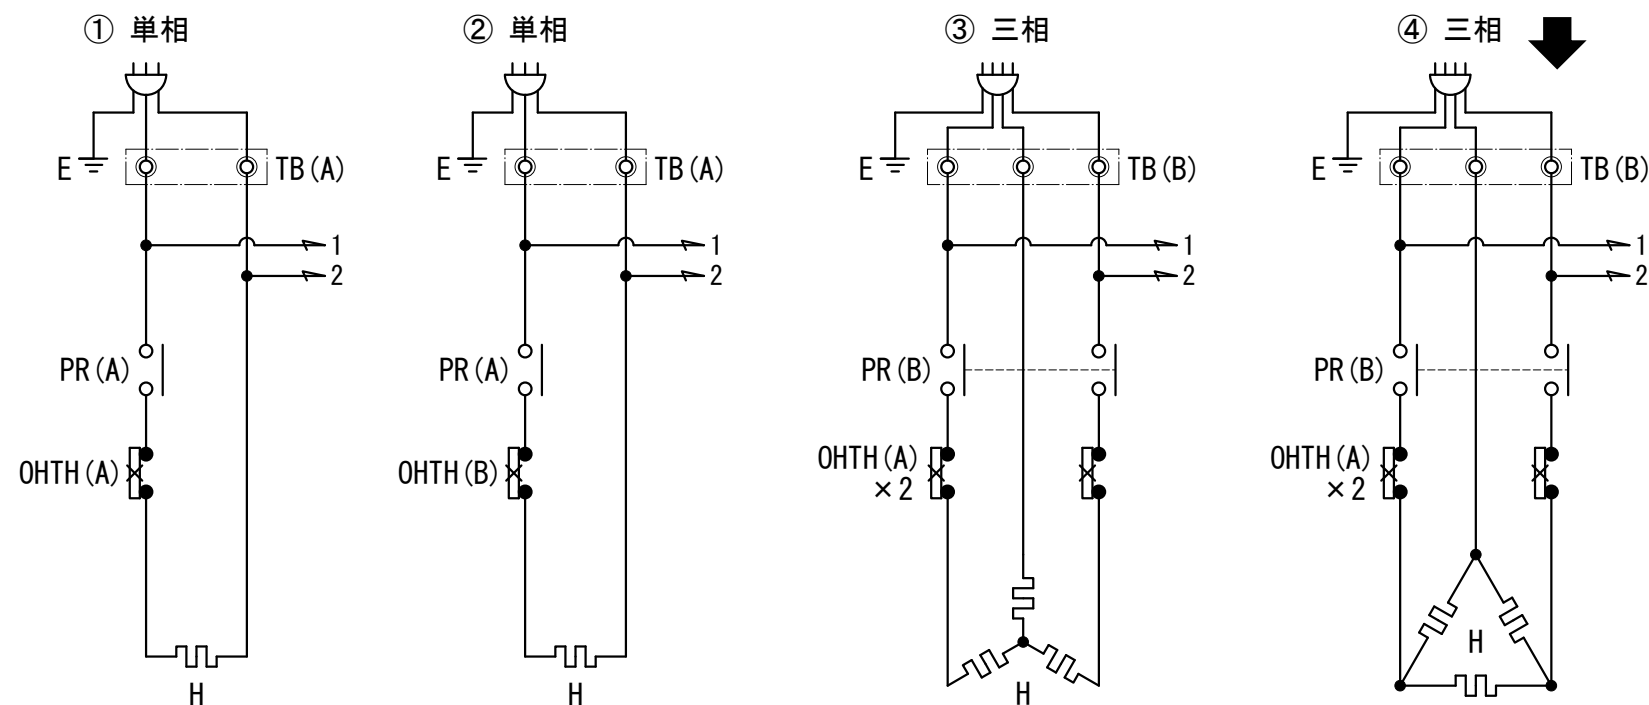 ① 単相
E
TB(A)
1
2
PR(A)
OHTH(A)
H
② 単相
E
TB(A)
1
2
PR(A)
OHTH(B)
H
③ 三相
E
TB(B)
1
2
PR(B)
OHTH(A)
×2
H
④ 三相
E
TB(B)
1
2
PR(B)
OHTH(A)
×2
H